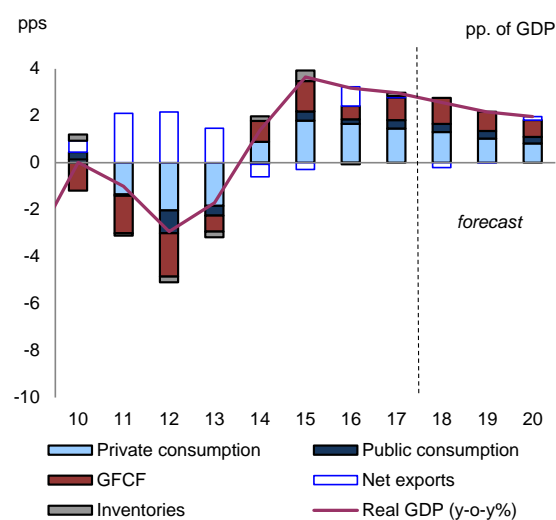 pps pp. of GDP
4
2
0
-2
-4
-6
-8
-10
forecast
10 11 12 13 14 15 16 17 18 19 20
Private consumption Public consumption
GFCF Net exports
Inventories Real GDP (y-o-y%)